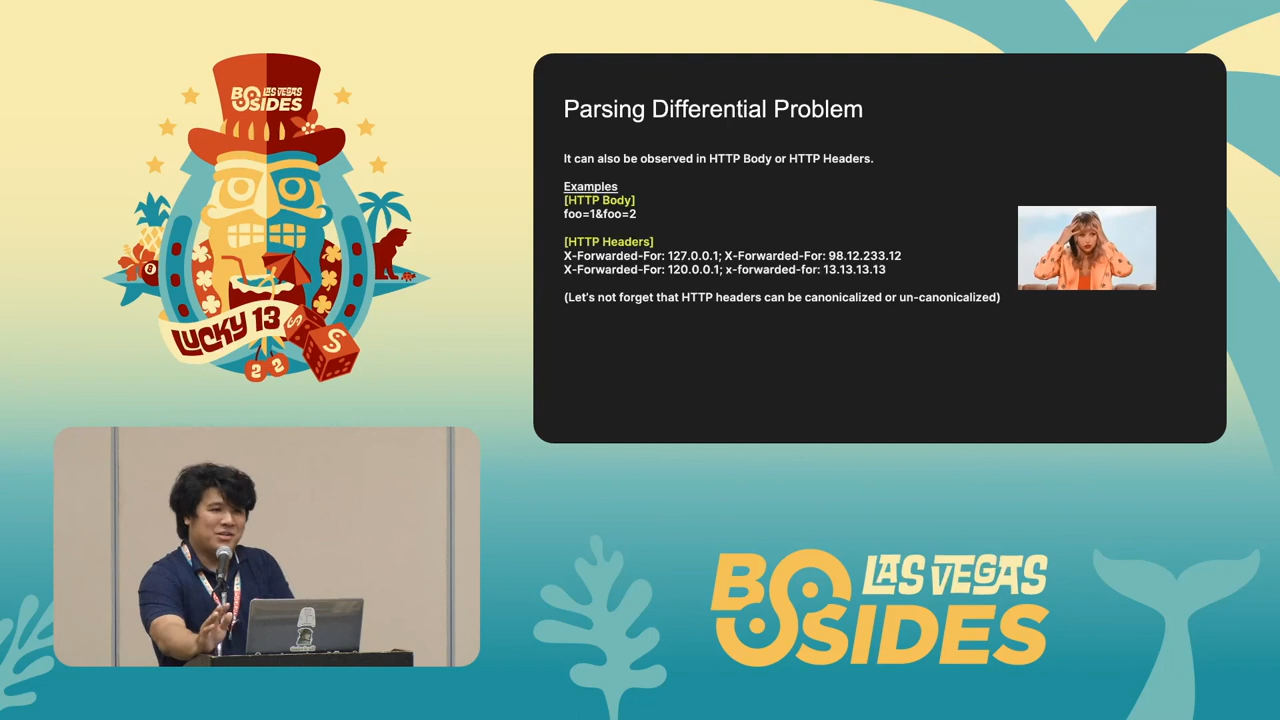 BSIDES LAS VEGAS
LUCKY 13
S
S
2 2
8
Parsing Differential Problem
It can also be observed in HTTP Body or HTTP Headers.
Examples
[HTTP Body]
foo=1&foo=2
[HTTP Headers]
X-Forwarded-For: 127.0.0.1; X-Forwarded-For: 98.12.233.12
X-Forwarded-For: 120.0.0.1; x-forwarded-for: 13.13.13.13
(Let's not forget that HTTP headers can be canonicalized or un-canonicalized)
BSIDES LAS VEGAS